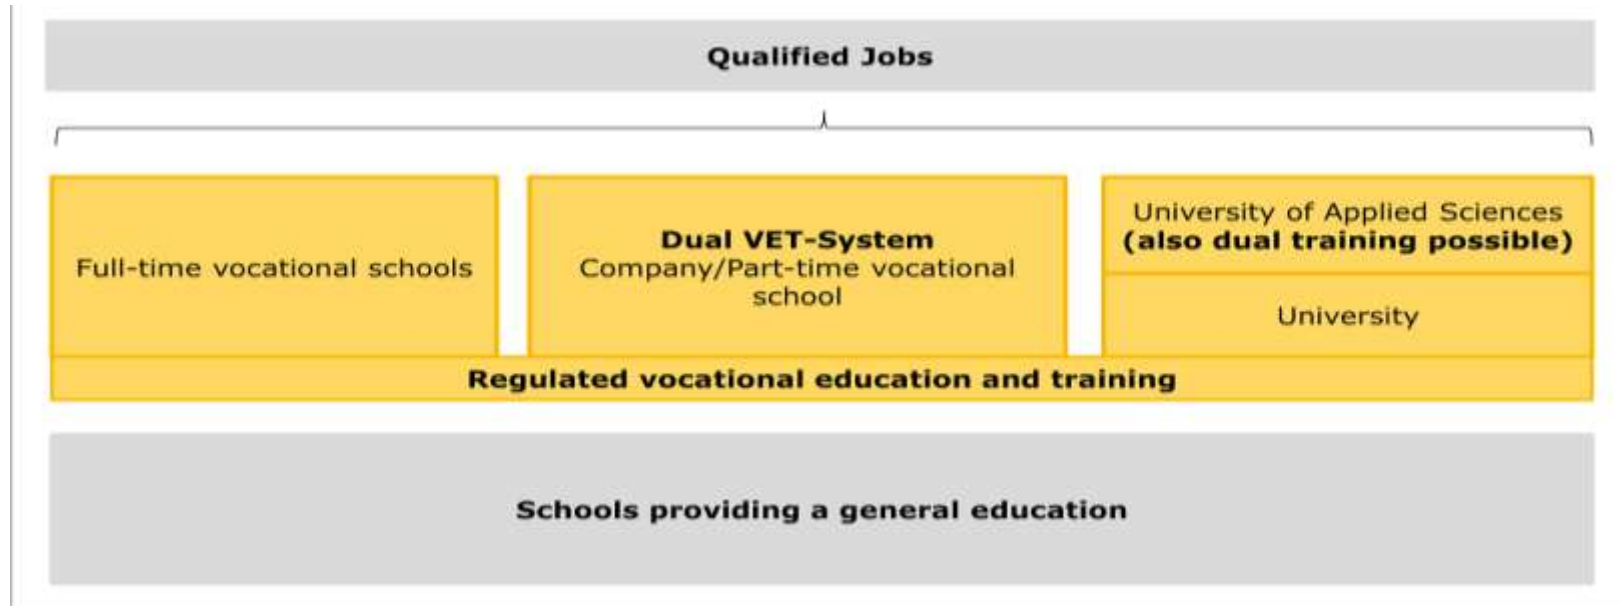 Qualified Jobs
Full-time vocational schools
Dual VET-System
Company/Part-time vocational
school
University of Applied Sciences
(also dual training possible)
University
Regulated vocational education and training
Schools providing a general education